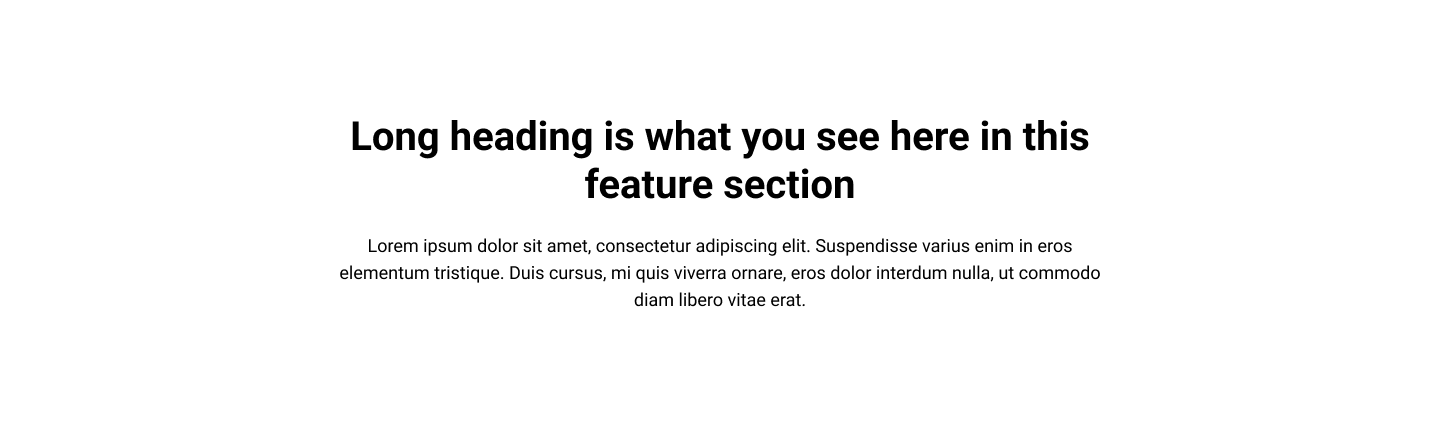 Long heading is what you see here in this
feature section
Lorem ipsum dolor sit amet, consectetur adipiscing elit. Suspendisse varius enim in eros
elementum tristique. Duis cursus, mi quis viverra ornare, eros dolor interdum nulla, ut commodo
diam libero vitae erat.